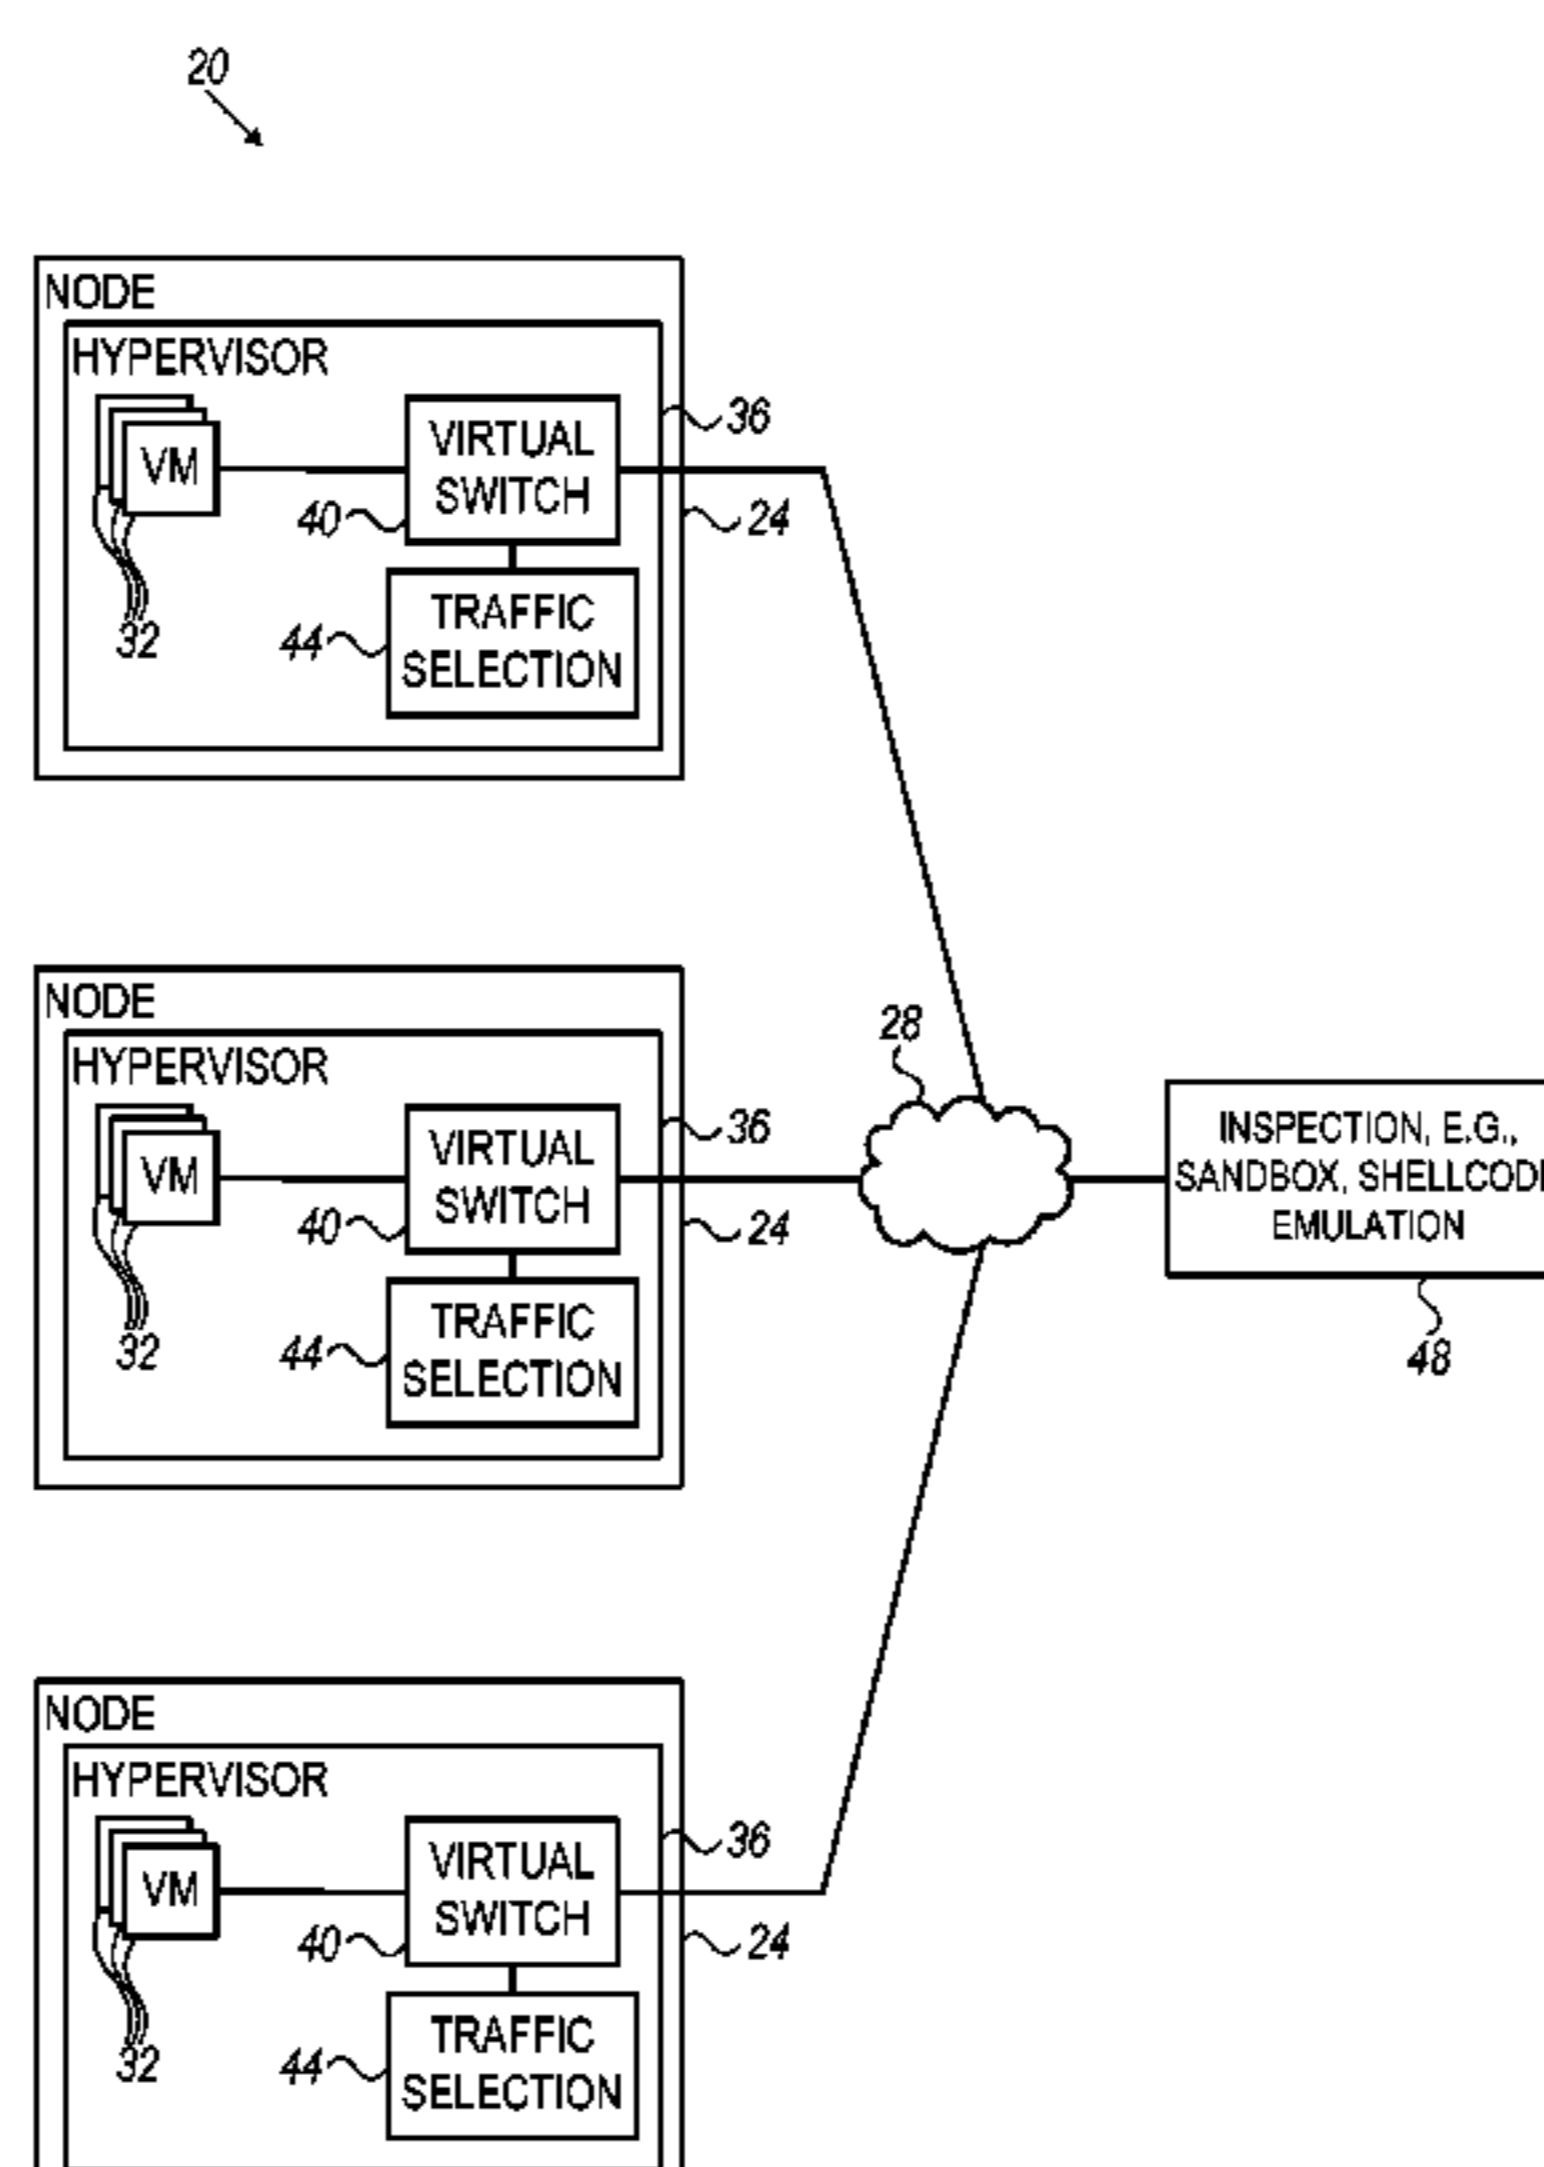 20
NODE
HYPERVISOR
VM
VIRTUAL
SWITCH
36
40
24
TRAFFIC
SELECTION
32
44
NODE
HYPERVISOR
VM
VIRTUAL
SWITCH
36
40
24
TRAFFIC
SELECTION
32
44
28
INSPECTION, E.G.,
SANDBOX, SHELLCODE
EMULATION
48
NODE
HYPERVISOR
VM
VIRTUAL
SWITCH
36
40
24
TRAFFIC
SELECTION
32
44